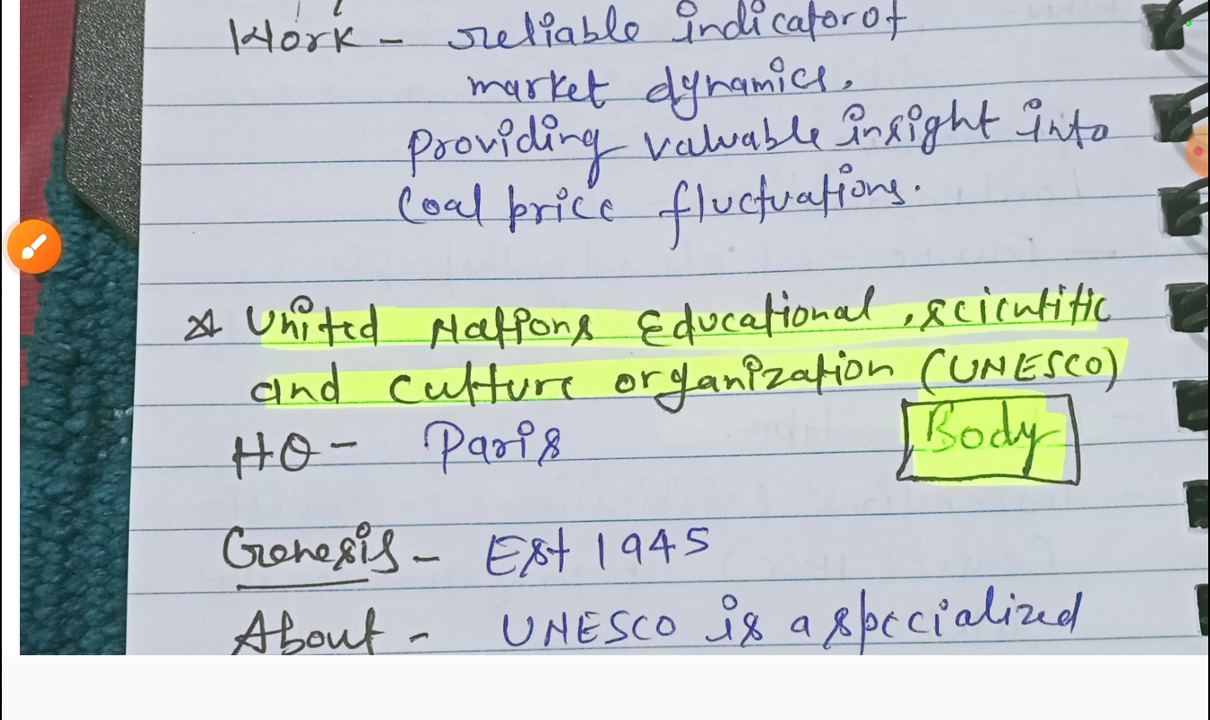 Work - reliable indicator of
market dynamics,
Providing valuable insight into
Coal price fluctuations.
United Nations Educational, scientific
and culture organization (UNESCO)
HQ - Paris
Body
Genesis - Est 1945
About - UNESCO is a specialized